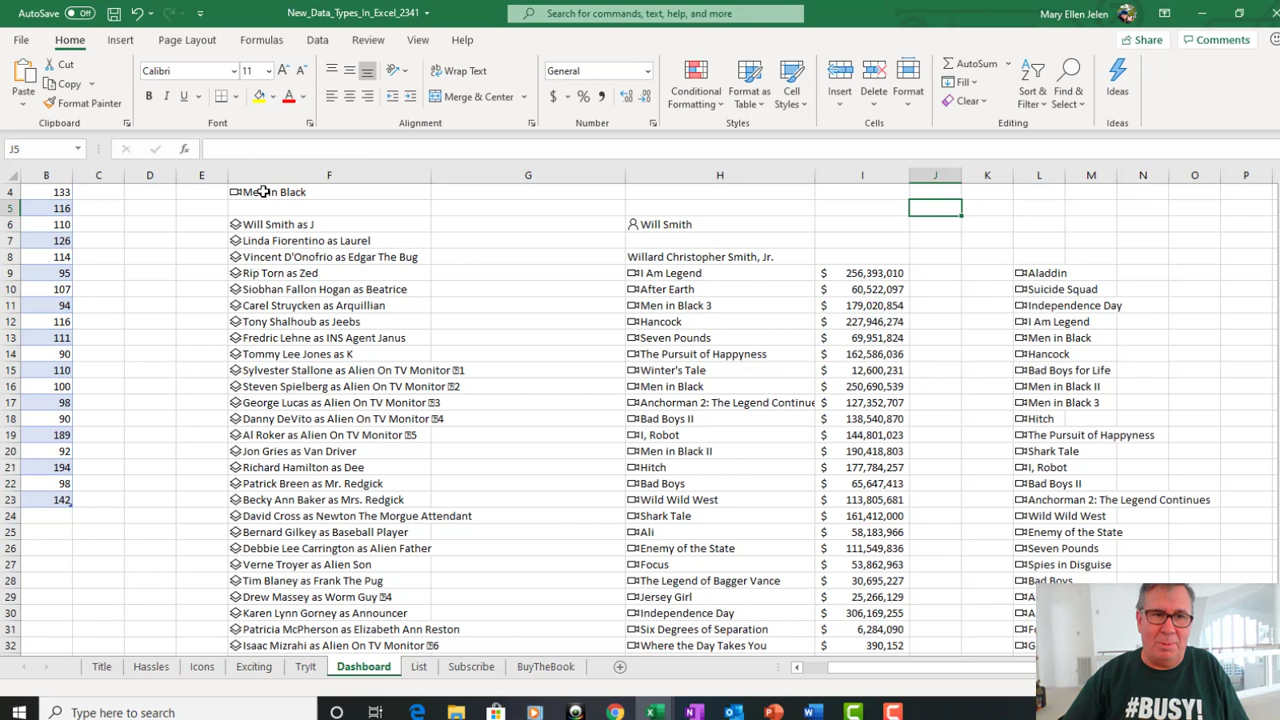 AutoSave Off New_Data_Types_In_Excel_2341 Search for commands, text, help, and more Mary Ellen Jelen
File Home Insert Page Layout Formulas Data Review View Help Share Comments
Cut
Copy
Format Painter
Paste
Clipboard
Calibri 11
B I U
Font
Wrap Text
Merge & Center
Alignment
General
$ % ,
Number
Conditional Formatting
Format as Table
Cell Styles
Styles
Insert Delete Format
Cells
AutoSum
Fill
Clear
Sort & Filter
Find & Select
Editing
Ideas
Ideas
J5 fx
B C D E F G H I J K L M N O P
4 133 Men in Black
5 116
6 110 Will Smith as J Will Smith
7 126 Linda Fiorentino as Laurel
8 114 Vincent D'Onofrio as Edgar The Bug Willard Christopher Smith, Jr.
9 95 Rip Torn as Zed I Am Legend $ 256,393,010 Aladdin
10 107 Siobhan Fallon Hogan as Beatrice After Earth $ 60,522,097 Suicide Squad
11 94 Carel Struycken as Arquillian Men in Black 3 $ 179,020,854 Independence Day
12 116 Tony Shalhoub as Jeebs Hancock $ 227,946,274 I Am Legend
13 111 Fredric Lehne as INS Agent Janus Seven Pounds $ 69,951,824 Men in Black
14 90 Tommy Lee Jones as K The Pursuit of Happyness $ 162,586,036 Hancock
15 110 Sylvester Stallone as Alien On TV Monitor 1 Winter's Tale $ 12,600,231 Bad Boys for Life
16 100 Steven Spielberg as Alien On TV Monitor 2 Men in Black $ 250,690,539 Men in Black II
17 98 George Lucas as Alien On TV Monitor 3 Anchorman 2: The Legend Continue $ 127,352,707 Men in Black 3
18 90 Danny DeVito as Alien On TV Monitor 4 Bad Boys II $ 138,540,870 Hitch
19 189 Al Roker as Alien On TV Monitor 5 I, Robot $ 144,801,023 The Pursuit of Happyness
20 92 Jon Gries as Van Driver Men in Black II $ 190,418,803 Shark Tale
21 194 Richard Hamilton as Dee Hitch $ 177,784,257 I, Robot
22 98 Patrick Breen as Mr. Redgick Bad Boys $ 65,647,413 Bad Boys II
23 142 Becky Ann Baker as Mrs. Redgick Wild Wild West $ 113,805,681 Anchorman 2: The Legend Continues
24 David Cross as Newton The Morgue Attendant Shark Tale $ 161,412,000 Wild Wild West
25 Bernard Gilkey as Baseball Player Ali $ 58,183,966 Enemy of the State
26 Debbie Lee Carrington as Alien Father Enemy of the State $ 111,549,836 Seven Pounds
27 Verne Troyer as Alien Son Focus $ 53,862,963 Spies in Disguise
28 Tim Blaney as Frank The Pug The Legend of Bagger Vance $ 30,695,227 Bad Boys
29 Drew Massey as Worm Guy 4 Jersey Girl $ 25,266,129
30 Karen Lynn Gorney as Announcer Independence Day $ 306,169,255
31 Patricia McPherson as Elizabeth Ann Reston Six Degrees of Separation $ 6,284,090
32 Isaac Mizrahi as Alien On TV Monitor 6 Where the Day Takes You $ 390,152
Title Hassles Icons Exciting TryIt Dashboard List Subscribe BuyTheBook
#BUSY!
Type here to search